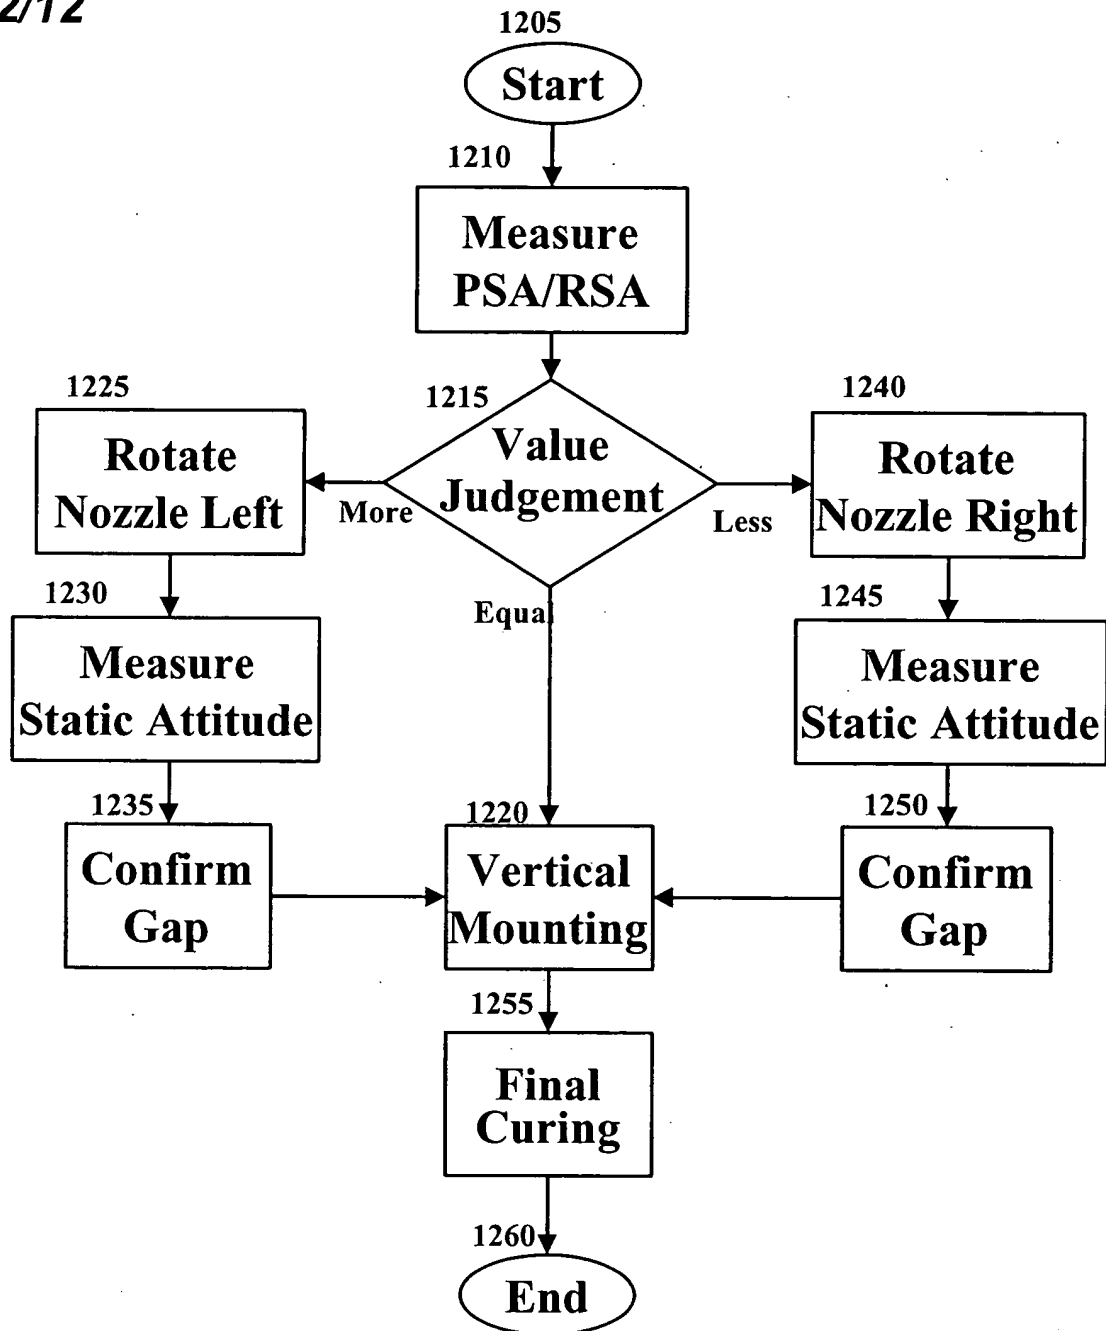 2/12
1205
Start
1210
Measure
PSA/RSA
1215
Value
Judgement
More
Less
Equal
1225
Rotate
Nozzle Left
1230
Measure
Static Attitude
1235
Confirm
Gap
1240
Rotate
Nozzle Right
1245
Measure
Static Attitude
1250
Confirm
Gap
1220
Vertical
Mounting
1255
Final
Curing
1260
End